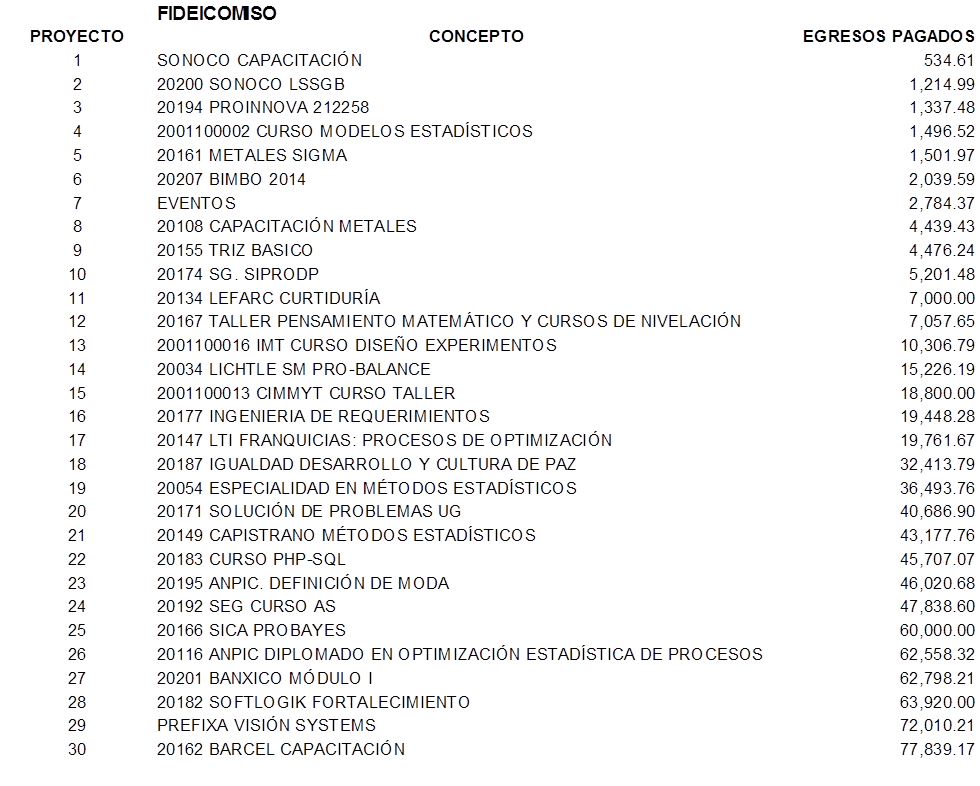 FIDEICOMISO
PROYECTO CONCEPTO EGRESOS PAGADOS
1 SONOCO CAPACITACIÓN 534.61
2 20200 SONOCO LSSGB 1,214.99
3 20194 PROINNOVA 212258 1,337.48
4 2001100002 CURSO MODELOS ESTADÍSTICOS 1,496.52
5 20161 METALES SIGMA 1,501.97
6 20207 BIMBO 2014 2,039.59
7 EVENTOS 2,784.37
8 20108 CAPACITACIÓN METALES 4,439.43
9 20155 TRIZ BASICO 4,476.24
10 20174 SG. SIPRODP 5,201.48
11 20134 LEFARC CURTIDURÍA 7,000.00
12 20167 TALLER PENSAMIENTO MATEMÁTICO Y CURSOS DE NIVELACIÓN 7,057.65
13 2001100016 IMT CURSO DISEÑO EXPERIMENTOS 10,306.79
14 20034 LICHTLE SM PRO-BALANCE 15,226.19
15 2001100013 CIMMYT CURSO TALLER 18,800.00
16 20177 INGENIERIA DE REQUERIMIENTOS 19,448.28
17 20147 LTI FRANQUICIAS: PROCESOS DE OPTIMIZACIÓN 19,761.67
18 20187 IGUALDAD DESARROLLO Y CULTURA DE PAZ 32,413.79
19 20054 ESPECIALIDAD EN MÉTODOS ESTADÍSTICOS 36,493.76
20 20171 SOLUCIÓN DE PROBLEMAS UG 40,686.90
21 20149 CAPISTRANO MÉTODOS ESTADÍSTICOS 43,177.76
22 20183 CURSO PHP-SQL 45,707.07
23 20195 ANPIC. DEFINICIÓN DE MODA 46,020.68
24 20192 SEG CURSO AS 47,838.60
25 20166 SICA PROBAYES 60,000.00
26 20116 ANPIC DIPLOMADO EN OPTIMIZACIÓN ESTADÍSTICA DE PROCESOS 62,558.32
27 20201 BANXICO MÓDULO I 62,798.21
28 20182 SOFTLOGIK FORTALECIMIENTO 63,920.00
29 PREFIXA VISIÓN SYSTEMS 72,010.21
30 20162 BARCEL CAPACITACIÓN 77,839.17